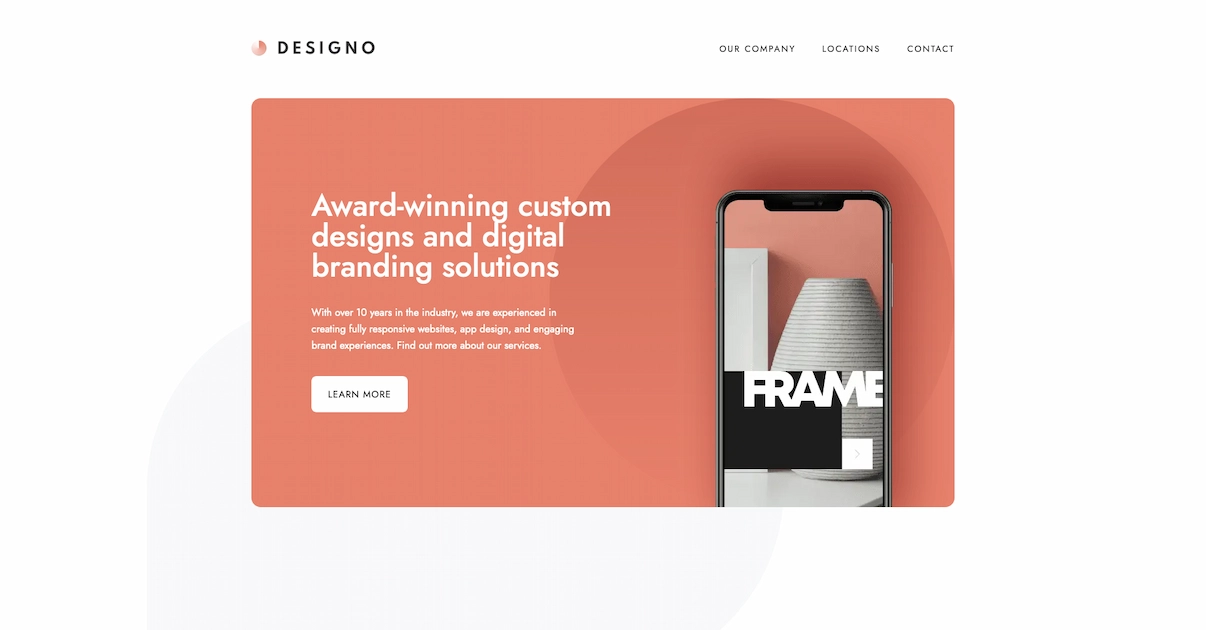 DESIGNO
OUR COMPANY
LOCATIONS
CONTACT
Award-winning custom
designs and digital
branding solutions
With over 10 years in the industry, we are experienced in
creating fully responsive websites, app design, and engaging
brand experiences. Find out more about our services.
LEARN MORE
FRAME